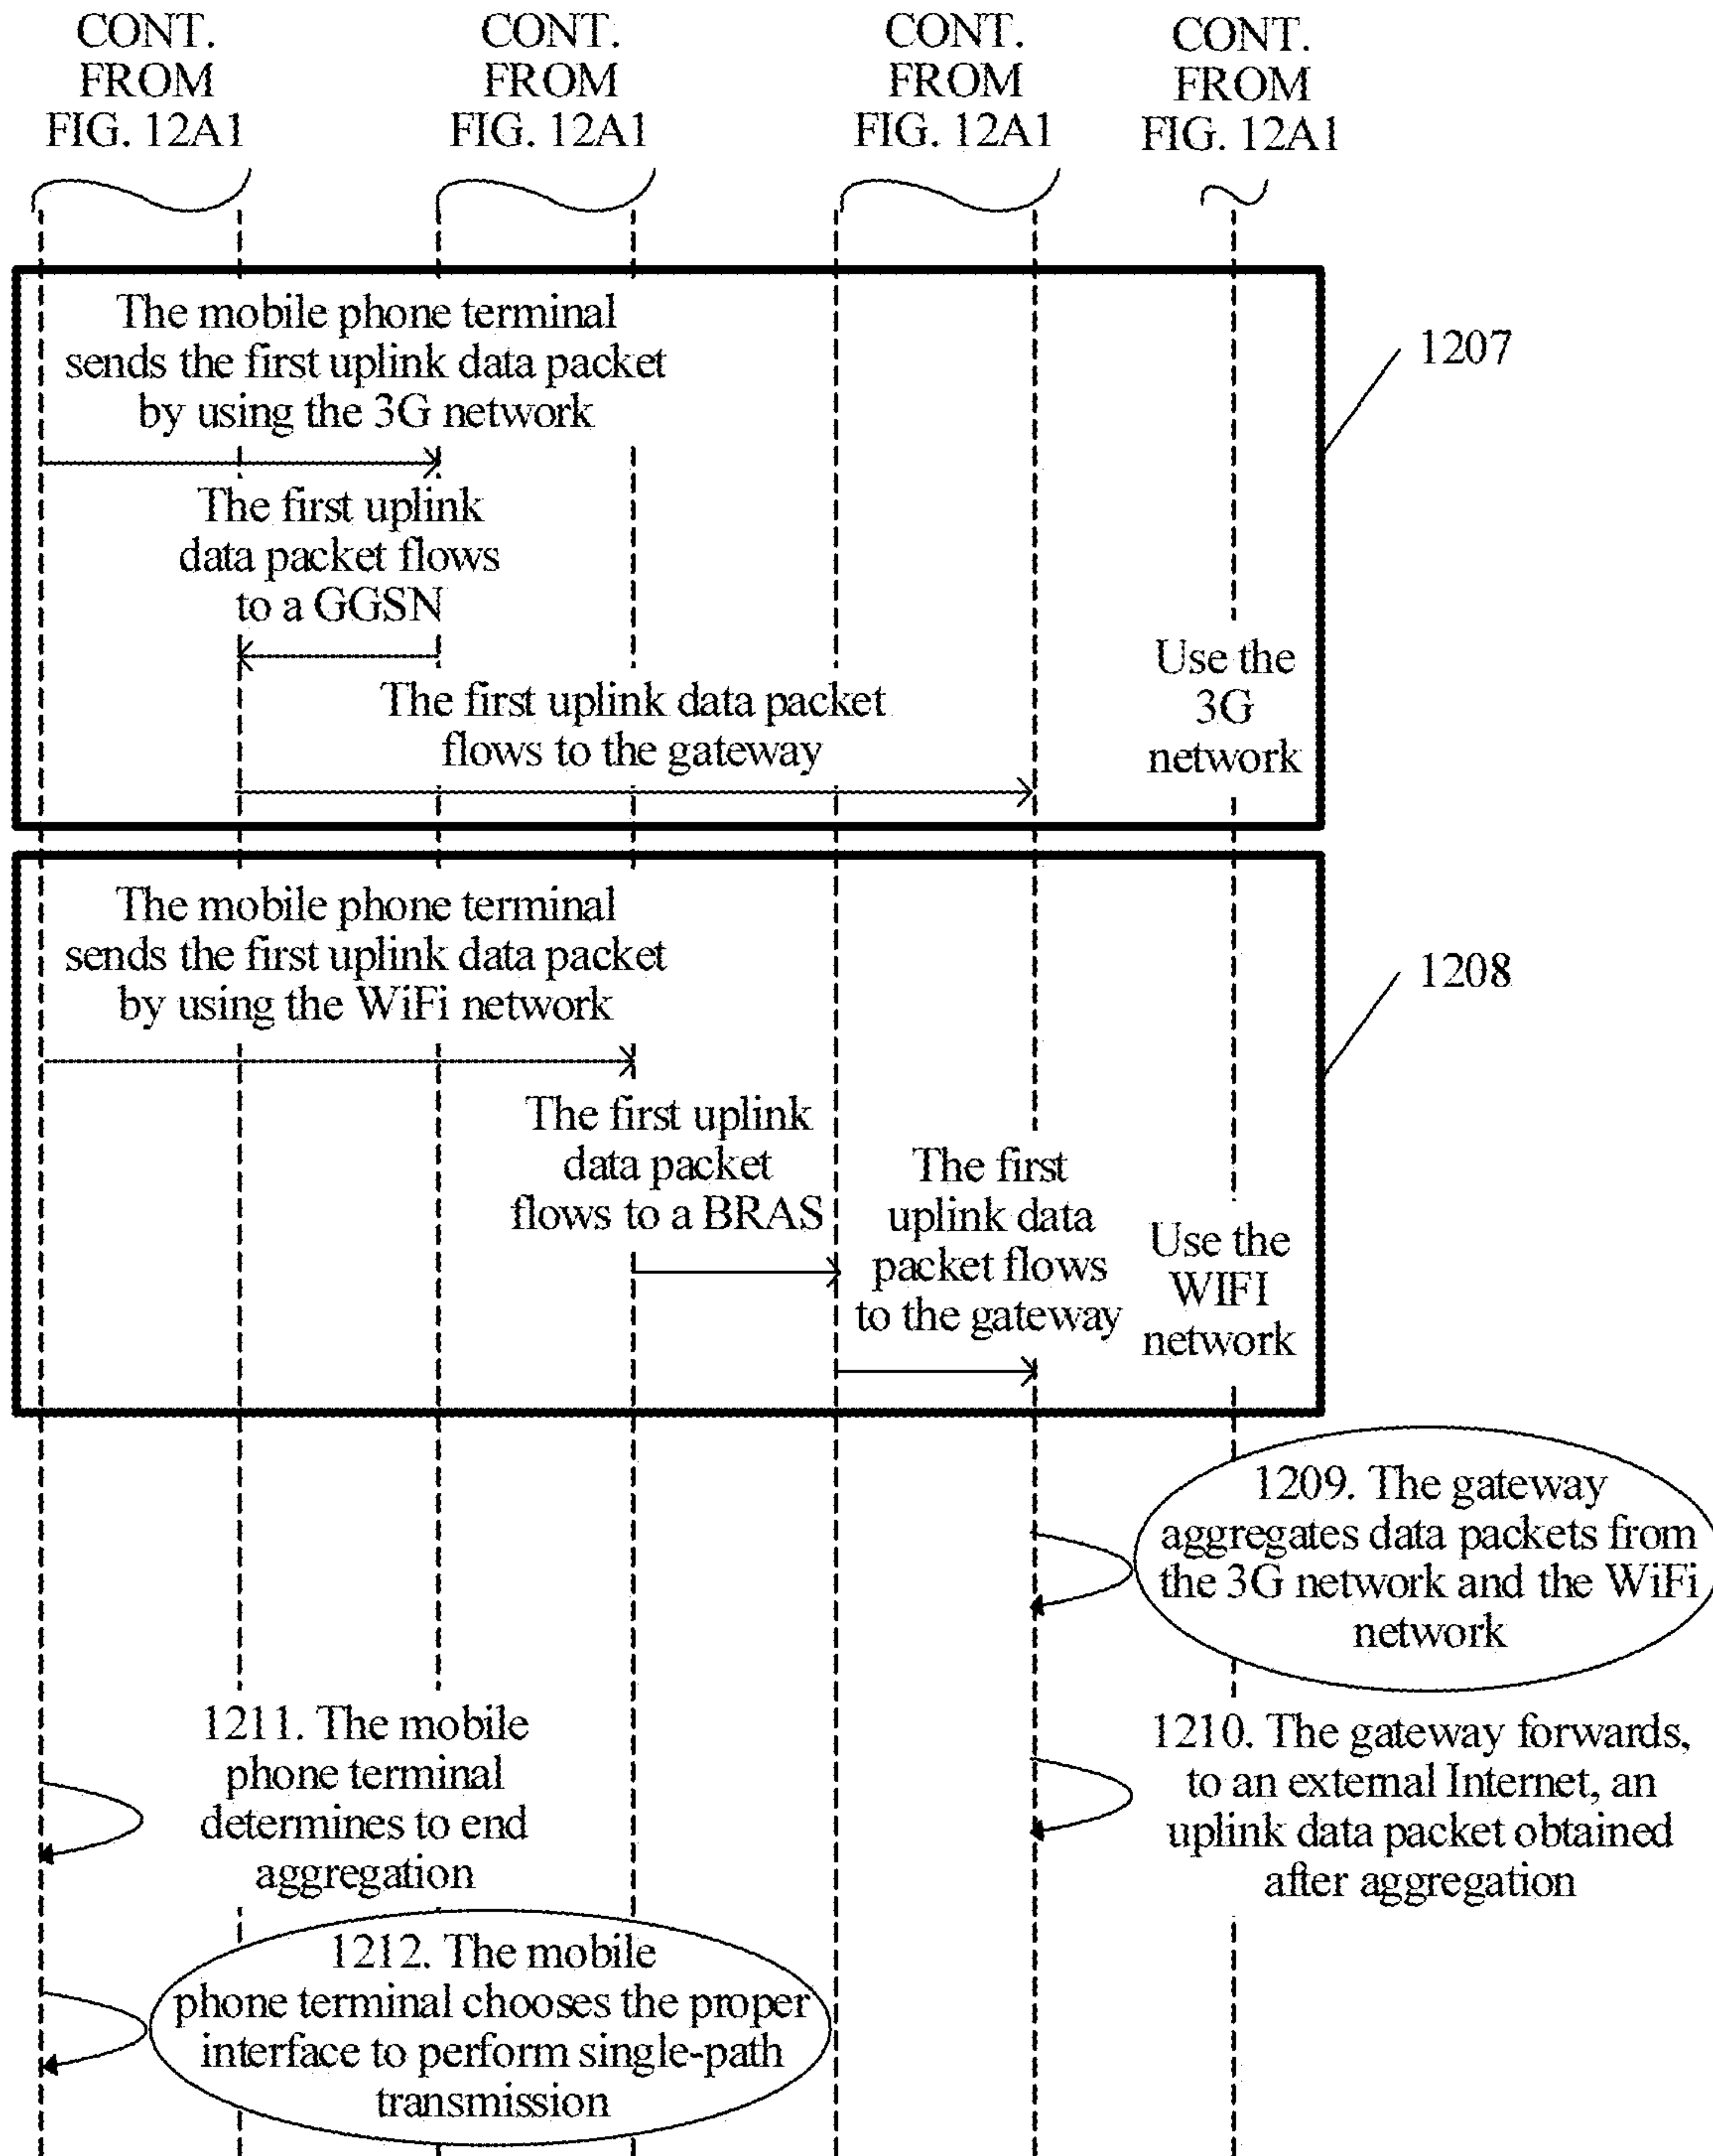 CONT.
FROM
FIG. 12A1
CONT.
FROM
FIG. 12A1
CONT.
FROM
FIG. 12A1
CONT.
FROM
FIG. 12A1
The mobile phone terminal
sends the first uplink data packet
by using the 3G network
1207
The first uplink
data packet flows
to a GGSN
The first uplink data packet
flows to the gateway
Use the
3G
network
The mobile phone terminal
sends the first uplink data packet
by using the WiFi network
1208
The first uplink
data packet
flows to a BRAS
The first
uplink data
packet flows
to the gateway
Use the
WIFI
network
1209. The gateway
aggregates data packets from
the 3G network and the WiFi
network
1211. The mobile
phone terminal
determines to end
aggregation
1210. The gateway forwards,
to an external Internet, an
uplink data packet obtained
after aggregation
1212. The mobile
phone terminal chooses the proper
interface to perform single-path
transmission